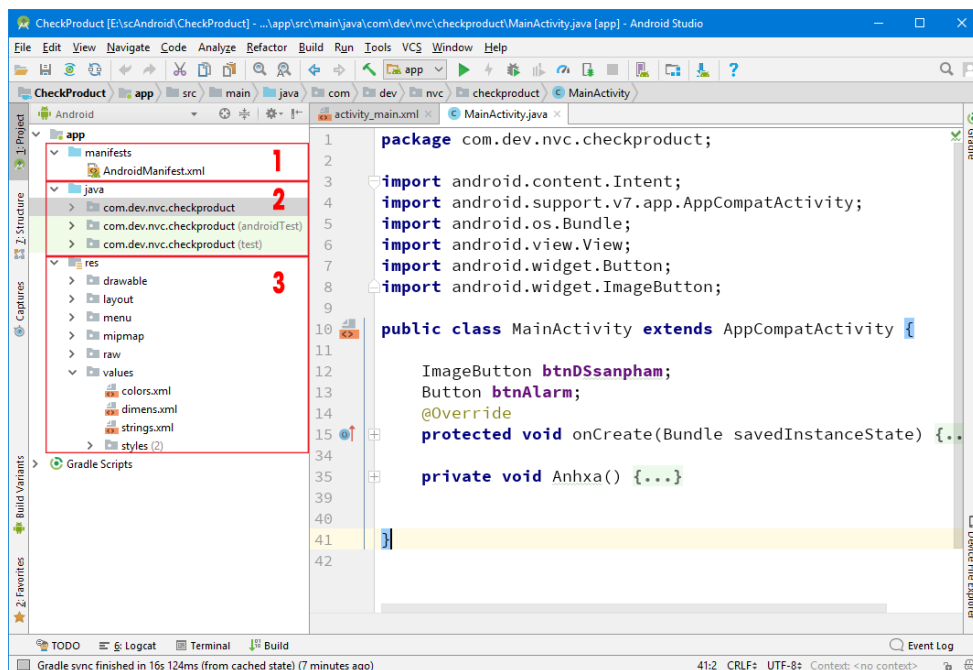 CheckProduct [E:\scAndroid\CheckProduct] - ...\app\src\main\java\com\dev\nvc\checkproduct\MainActivity.java [app] - Android Studio
File Edit View Navigate Code Analyze Refactor Build Run Tools VCS Window Help
app
CheckProduct app src main java com dev nvc checkproduct MainActivity
Android
activity_main.xml
MainActivity.java
1: Project
7: Structure
Captures
Build Variants
2: Favorites
app
manifests
1
AndroidManifest.xml
java
2
com.dev.nvc.checkproduct
com.dev.nvc.checkproduct (androidTest)
com.dev.nvc.checkproduct (test)
res
3
drawable
layout
menu
mipmap
raw
values
colors.xml
dimens.xml
strings.xml
styles (2)
Gradle Scripts
1 package com.dev.nvc.checkproduct;
2
3 import android.content.Intent;
4 import android.support.v7.app.AppCompatActivity;
5 import android.os.Bundle;
6 import android.view.View;
7 import android.widget.Button;
8 import android.widget.ImageButton;
9
10 public class MainActivity extends AppCompatActivity {
11
12 ImageButton btnDSsanpham;
13 Button btnAlarm;
14 @Override
15 protected void onCreate(Bundle savedInstanceState) {..
34
35 private void Anhxa() {...}
39
40
41 }
42
Gradle
Device File Explorer
TODO 6: Logcat Terminal Build Event Log
Gradle sync finished in 16s 124ms (from cached state) (7 minutes ago) 41:2 CRLF UTF-8 Context: <no context>